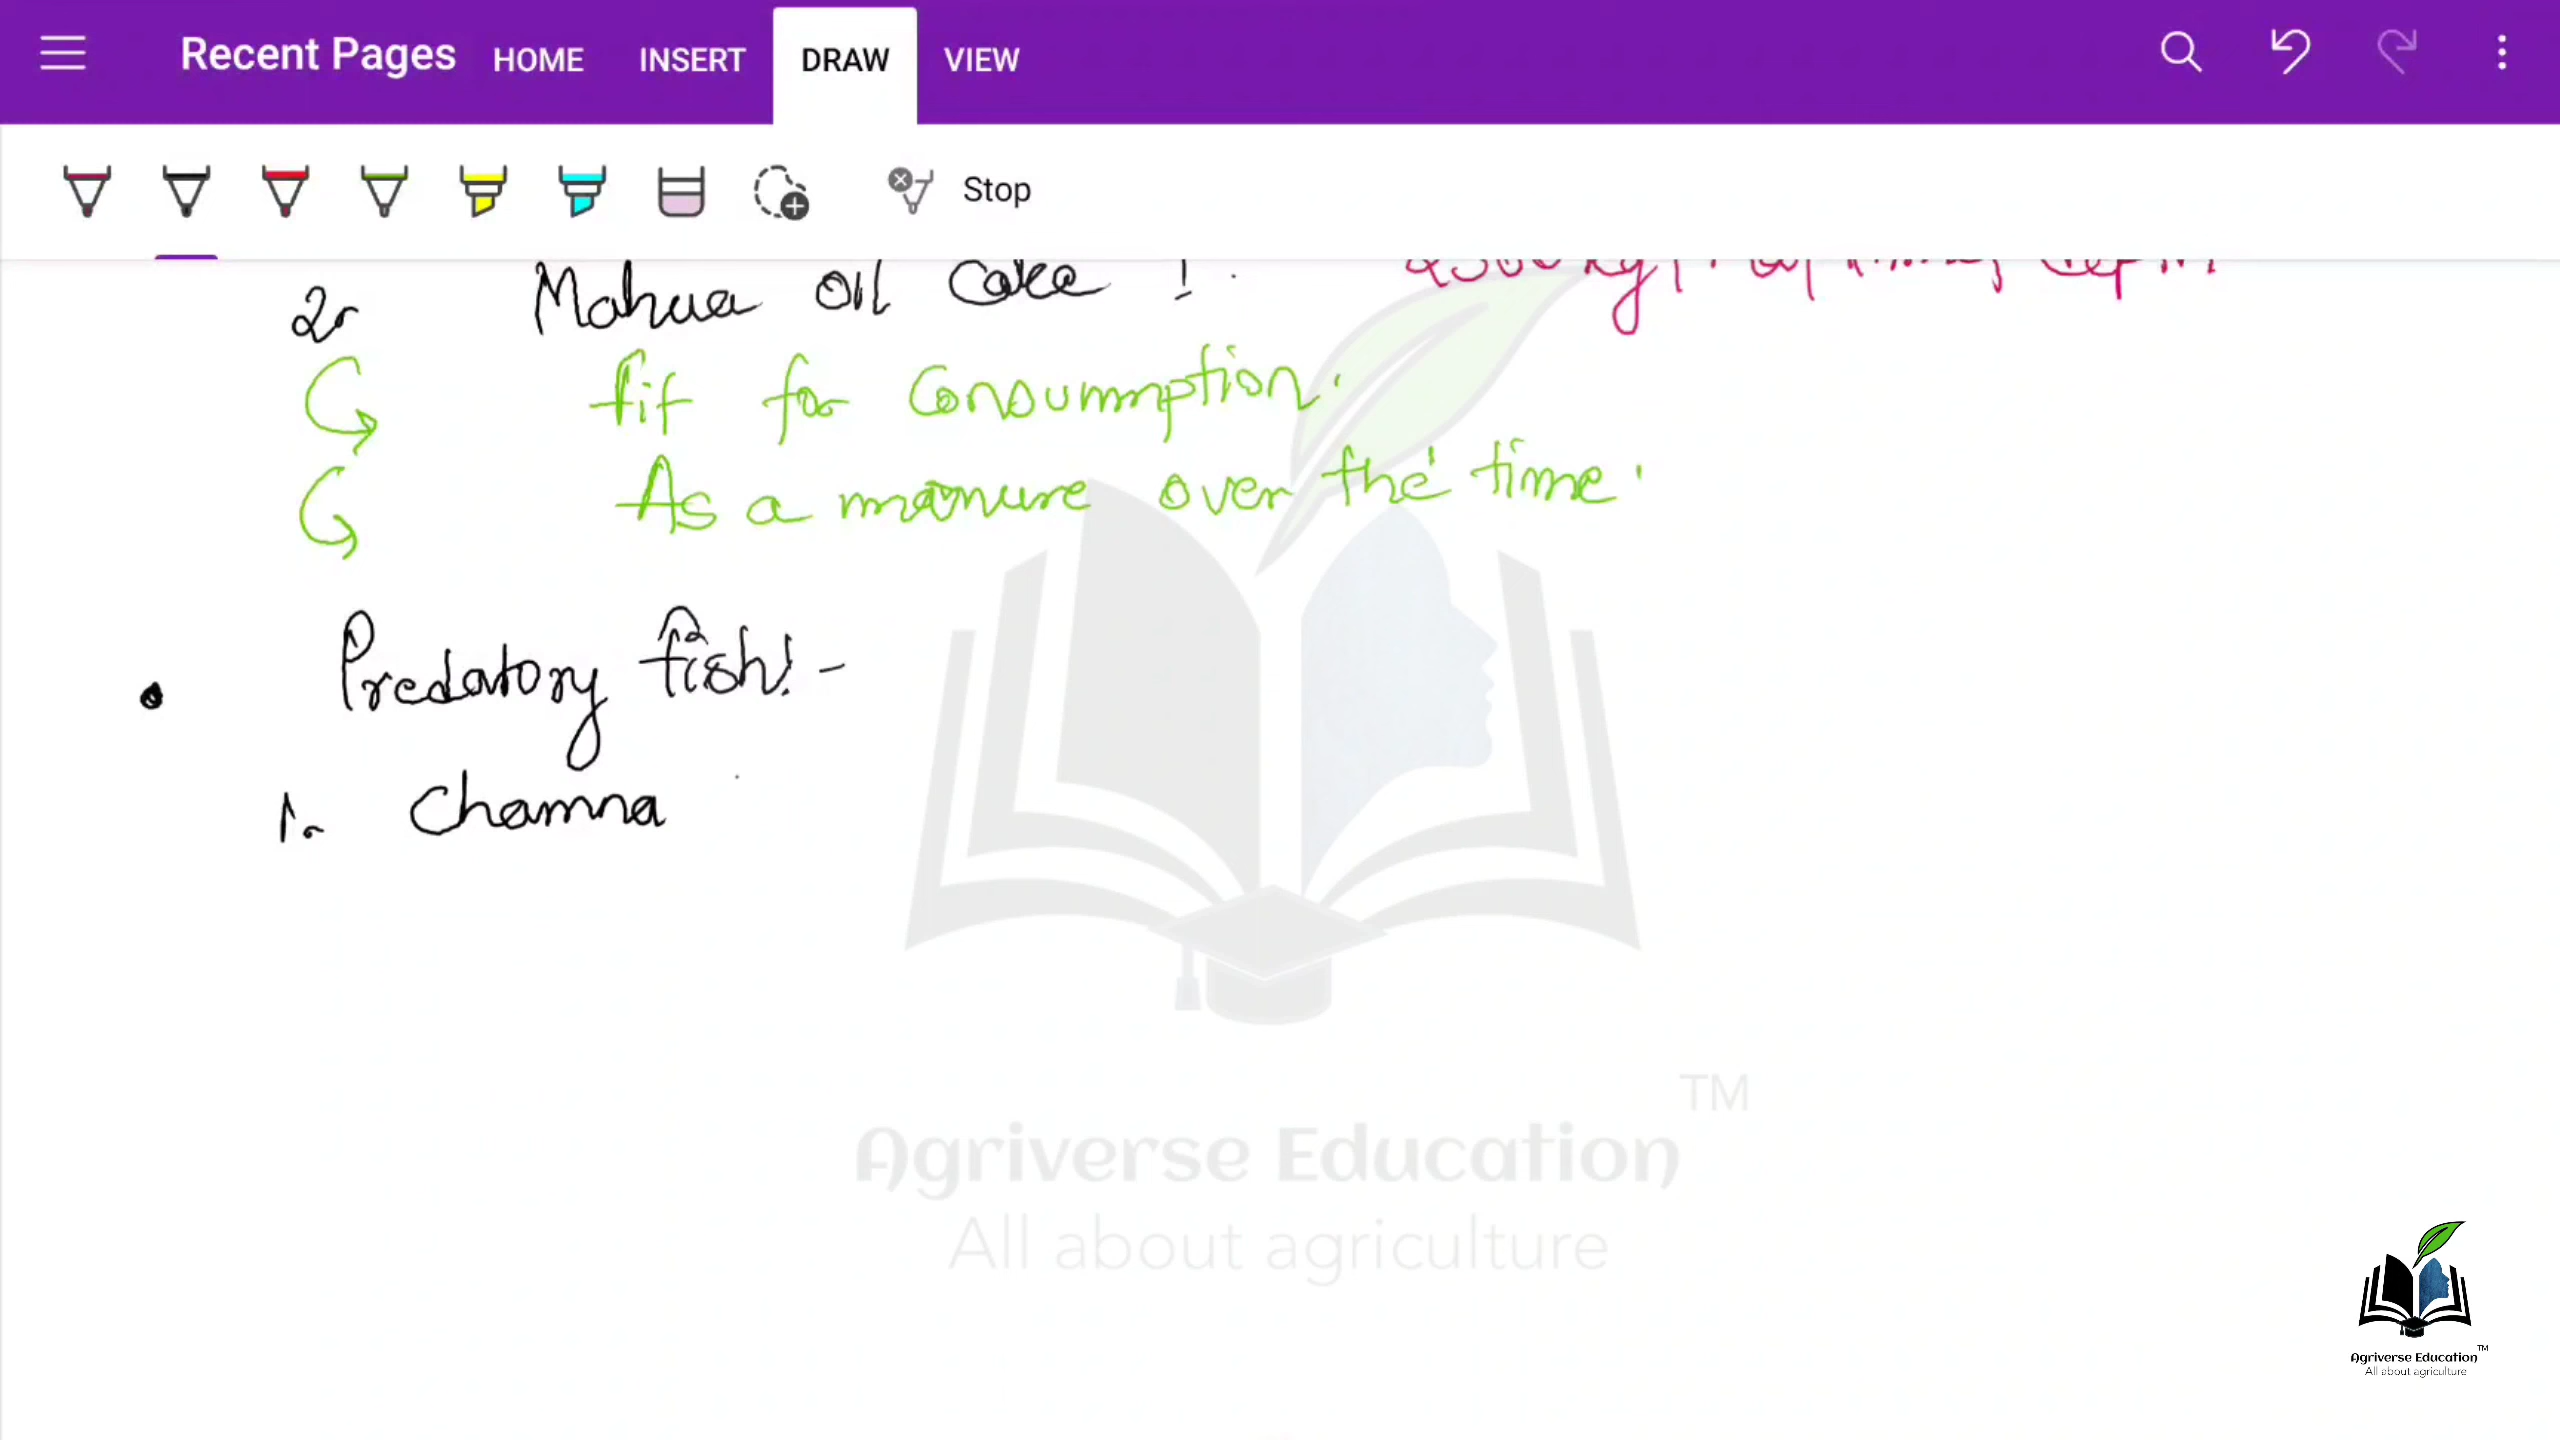 Recent Pages HOME INSERT DRAW VIEW
Stop
2. Mahua oil Cake :
fit for Consummption.
As a manure over the time.
Predatory fish: -
1. Channa
TM
Agriverse Education
All about agriculture
Agriverse Education TM
All about agriculture